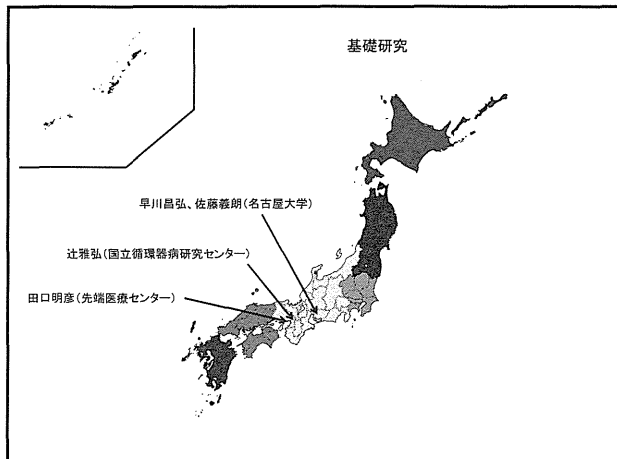 基礎研究
早川昌弘、佐藤義朗(名古屋大学)
辻雅弘(国立循環器病研究センター)
田口明彦(先端医療センター)